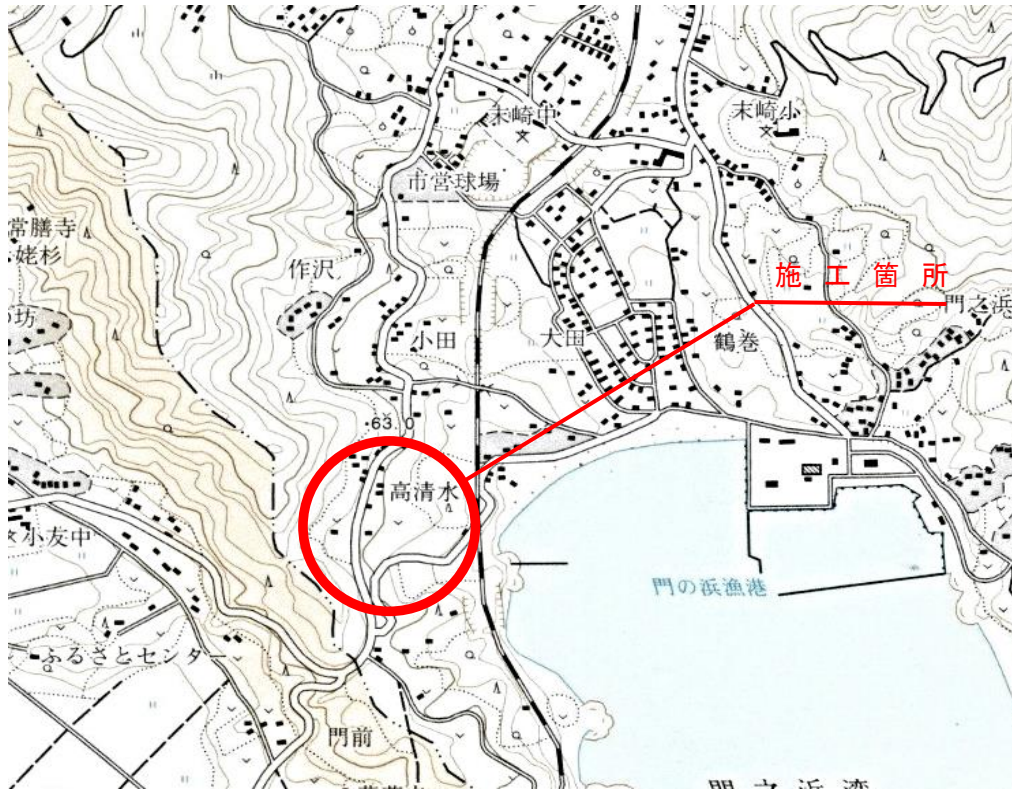 末崎中
末崎小
市営球場
常膳寺
姥杉
作沢
施工箇所
の坊
門之浜
小田
大田
鶴巻
·63.0
高清水
小友中
門の浜漁港
ふるさとセンター
門前
門之浜湾